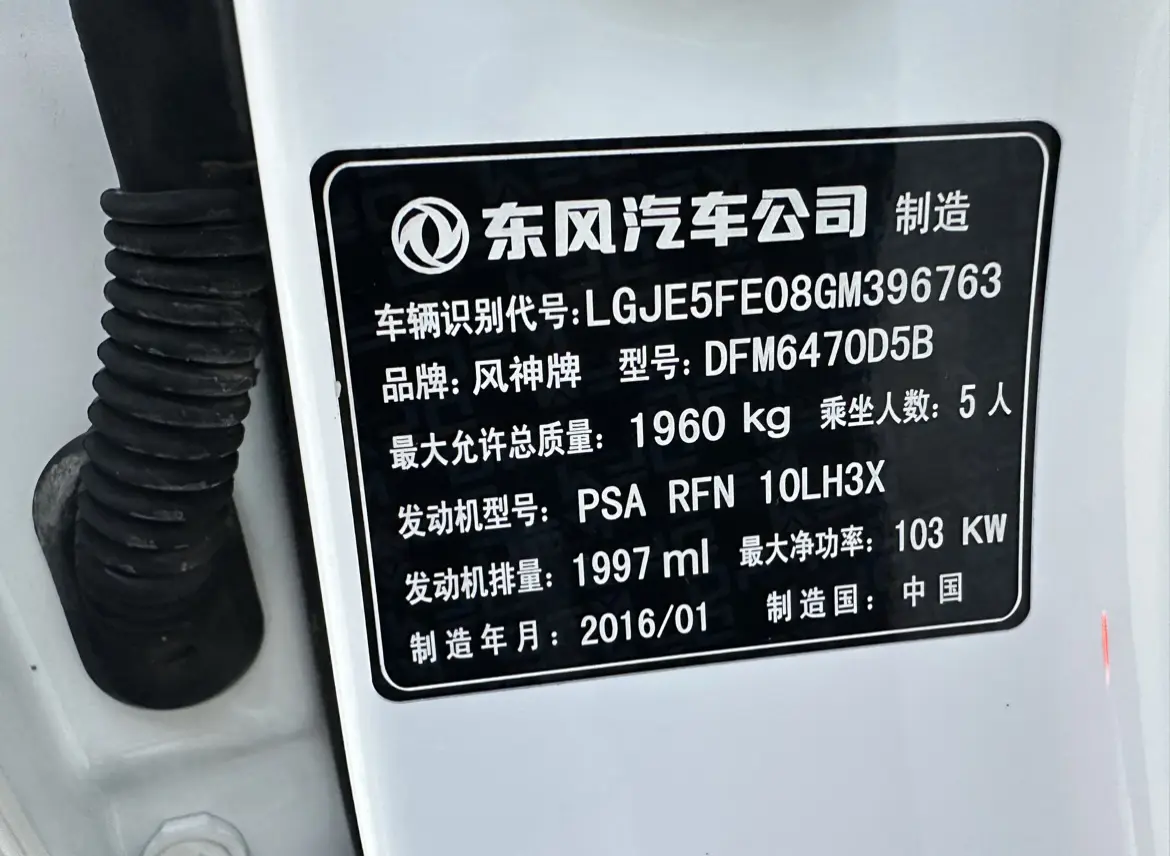 东风汽车公司 制造
车辆识别代号:LGJE5FE08GM396763
品牌: 风神牌 型号: DFM6470D5B
最大允许总质量: 1960 kg 乘坐人数: 5 人
发动机型号: PSA RFN 10LH3X
发动机排量: 1997 ml 最大净功率: 103 KW
制造年月: 2016/01 制造国: 中国